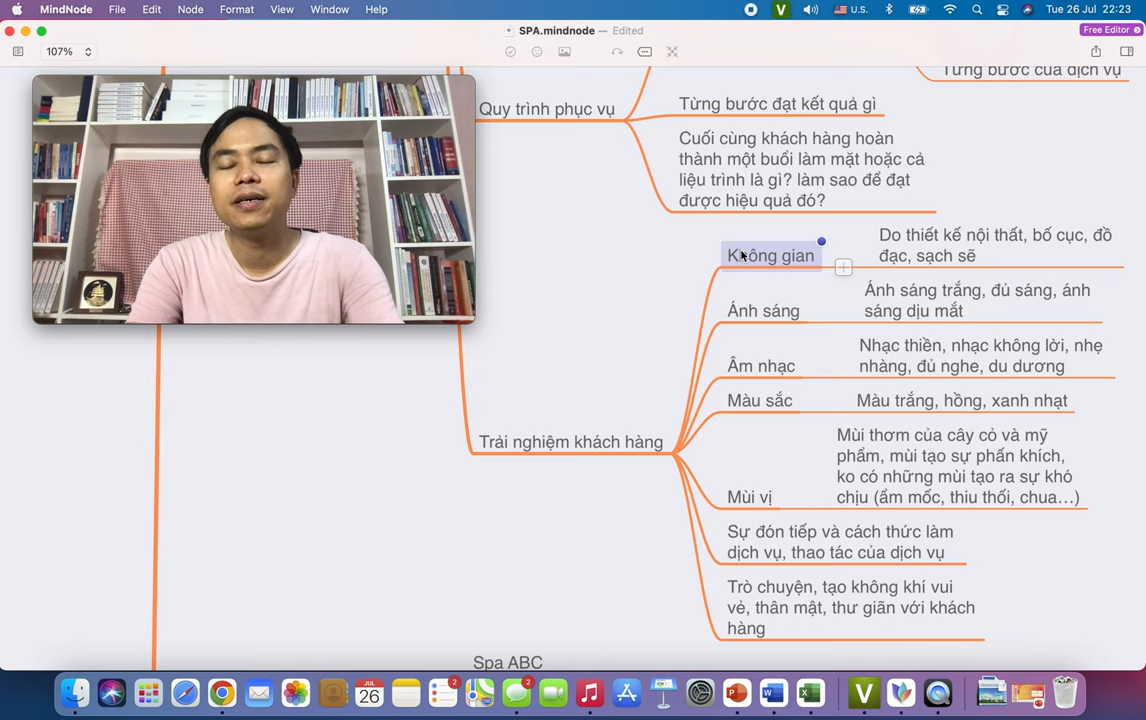 MindNode File Edit Node Format View Window Help V U.S. Tue 26 Jul 22:23
SPA.mindnode — Edited
Free Editor
107%
Từng bước của dịch vụ
Quy trình phục vụ
Từng bước đạt kết quả gì
Cuối cùng khách hàng hoàn
thành một buổi làm mặt hoặc cả
liệu trình là gì? làm sao để đạt
được hiệu quả đó?
Không gian
Do thiết kế nội thất, bố cục, đồ
đạc, sạch sẽ
Ánh sáng
Ánh sáng trắng, đủ sáng, ánh
sáng dịu mắt
Âm nhạc
Nhạc thiền, nhạc không lời, nhẹ
nhàng, đủ nghe, du dương
Màu sắc
Màu trắng, hồng, xanh nhạt
Trải nghiệm khách hàng
Mùi vị
Mùi thơm của cây cỏ và mỹ
phẩm, mùi tạo sự phấn khích,
ko có những mùi tạo ra sự khó
chịu (ẩm mốc, thiu thối, chua…)
Sự đón tiếp và cách thức làm
dịch vụ, thao tác của dịch vụ
Trò chuyện, tạo không khí vui
vẻ, thân mật, thư giãn với khách
hàng
Spa ABC
JUL
26
2
2
V